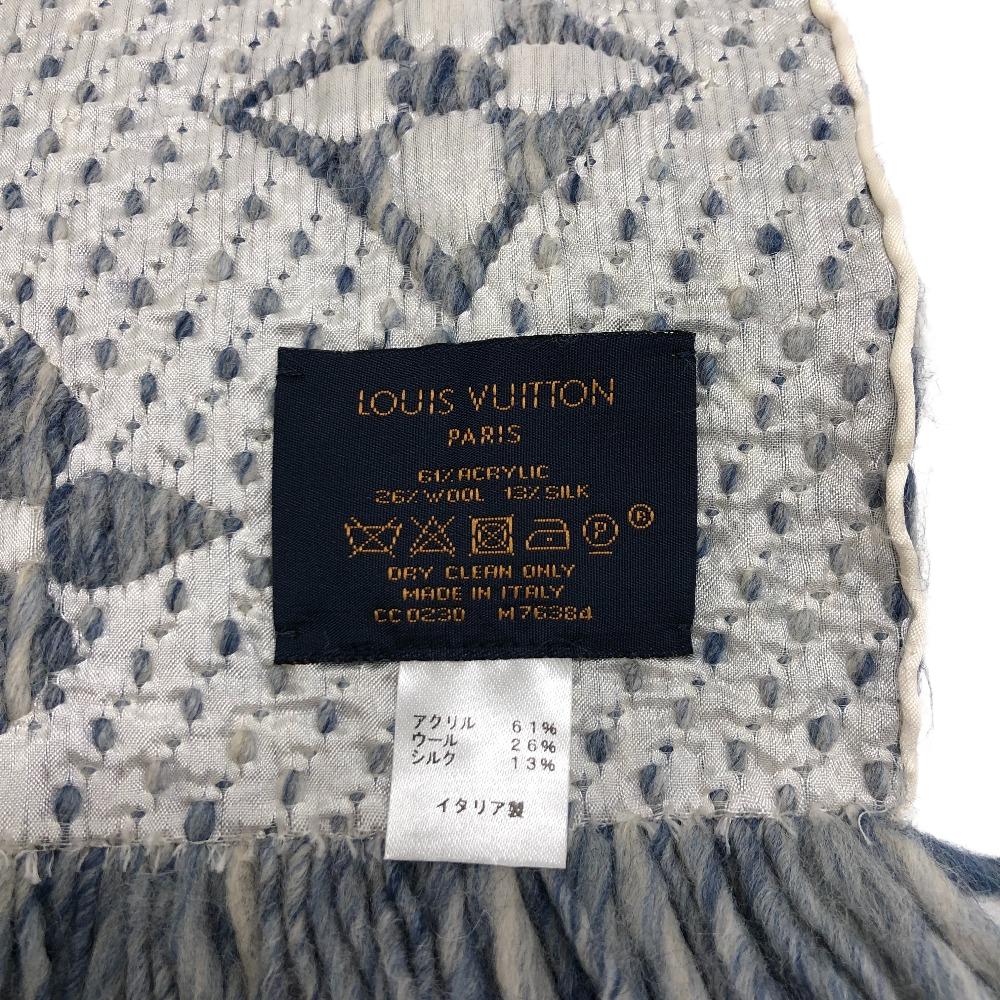 LOUIS VUITTON
PARIS
61% ACRYLIC
26% WOOL 13% SILK
P ®
DRY CLEAN ONLY
MADE IN ITALY
CC0230 M76384
アクリル 61%
ウール 26%
シルク 13%
イタリア製